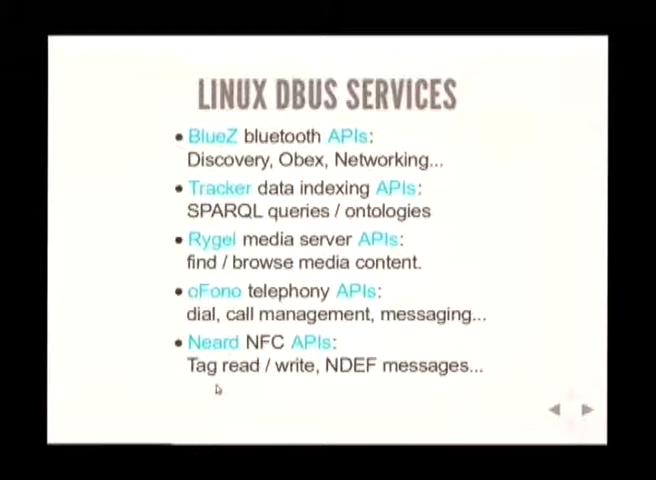 LINUX DBUS SERVICES
• BlueZ bluetooth APIs:
Discovery, Obex, Networking...
• Tracker data indexing APIs:
SPARQL queries / ontologies
• Rygel media server APIs:
find / browse media content.
• oFono telephony APIs:
dial, call management, messaging...
• Neard NFC APIs:
Tag read / write, NDEF messages...